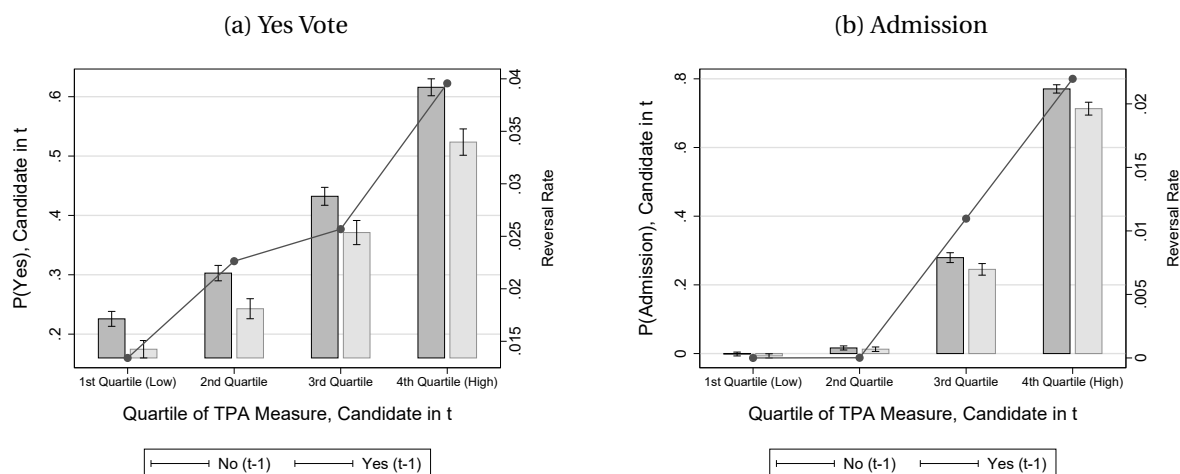 (a) Yes Vote
P(Yes), Candidate in t
.6
.5
.4
.3
.2
.04
.035
.03
.025
.02
.015
Reversal Rate
1st Quartile (Low) 2nd Quartile 3rd Quartile 4th Quartile (High)
Quartile of TPA Measure, Candidate in t
No (t-1) Yes (t-1)
(b) Admission
P(Admission), Candidate in t
.8
.6
.4
.2
0
.02
.015
.01
.005
0
Reversal Rate
1st Quartile (Low) 2nd Quartile 3rd Quartile 4th Quartile (High)
Quartile of TPA Measure, Candidate in t
No (t-1) Yes (t-1)